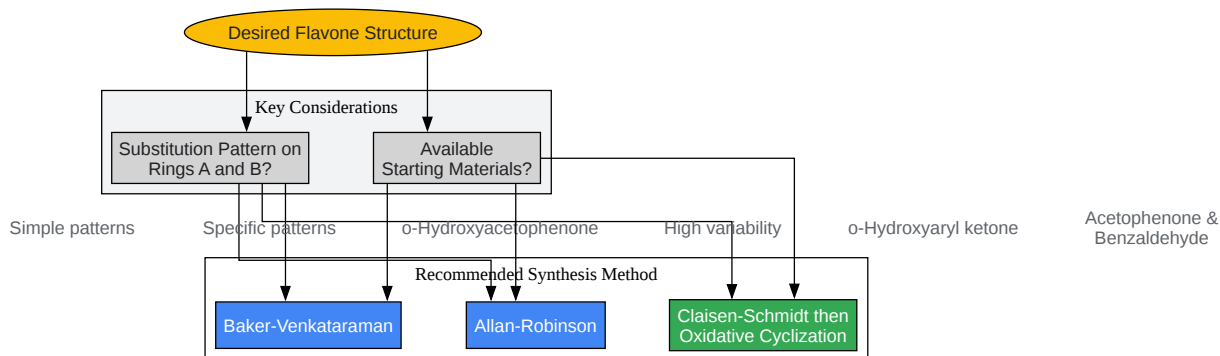 Desired Flavone Structure
Key Considerations
Substitution Pattern on
Rings A and B?
Available
Starting Materials?
Simple patterns
Specific patterns
o-Hydroxyacetophenone
High variability
o-Hydroxyaryl ketone
Acetophenone &
Benzaldehyde
Recommended Synthesis Method
Baker-Venkataraman
Allan-Robinson
Claisen-Schmidt then
Oxidative Cyclization